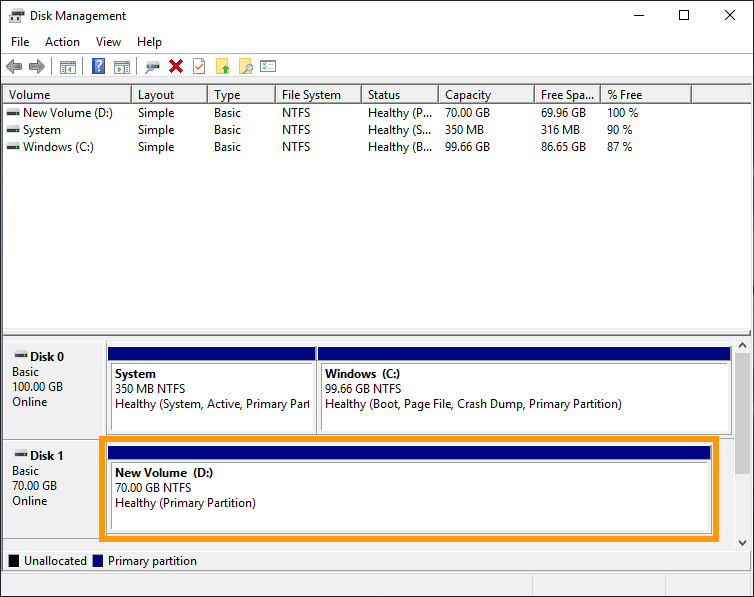 Disk Management
File Action View Help
Volume Layout Type File System Status Capacity Free Spa... % Free
New Volume (D:) Simple Basic NTFS Healthy (P... 70.00 GB 69.96 GB 100 %
System Simple Basic NTFS Healthy (S... 350 MB 316 MB 90 %
Windows (C:) Simple Basic NTFS Healthy (B... 99.66 GB 86.65 GB 87 %
Disk 0
Basic
100.00 GB
Online
System
350 MB NTFS
Healthy (System, Active, Primary Part
Windows (C:)
99.66 GB NTFS
Healthy (Boot, Page File, Crash Dump, Primary Partition)
Disk 1
Basic
70.00 GB
Online
New Volume (D:)
70.00 GB NTFS
Healthy (Primary Partition)
Unallocated Primary partition